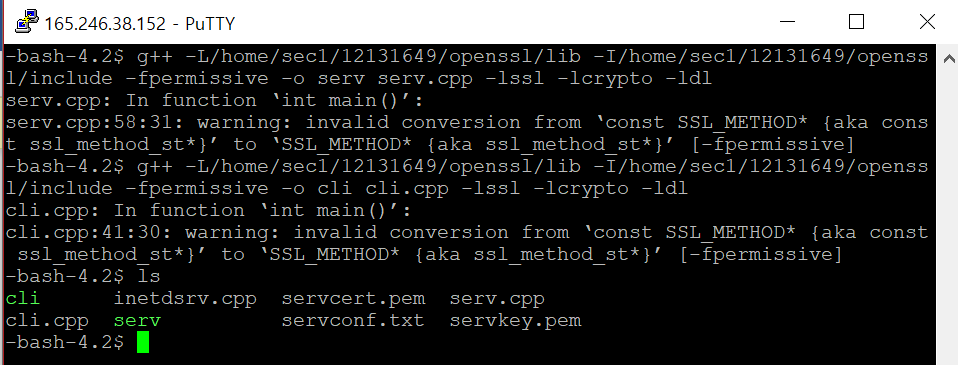 165.246.38.152 - PuTTY
-bash-4.2$ g++ -L/home/sec1/12131649/openssl/lib -I/home/sec1/12131649/openss
l/include -fpermissive -o serv serv.cpp -lssl -lcrypto -ldl
serv.cpp: In function ‘int main()’:
serv.cpp:58:31: warning: invalid conversion from ‘const SSL_METHOD* {aka cons
t ssl_method_st*}’ to ‘SSL_METHOD* {aka ssl_method_st*}’ [-fpermissive]
-bash-4.2$ g++ -L/home/sec1/12131649/openssl/lib -I/home/sec1/12131649/openss
l/include -fpermissive -o cli cli.cpp -lssl -lcrypto -ldl
cli.cpp: In function ‘int main()’:
cli.cpp:41:30: warning: invalid conversion from ‘const SSL_METHOD* {aka const
 ssl_method_st*}’ to ‘SSL_METHOD* {aka ssl_method_st*}’ [-fpermissive]
-bash-4.2$ ls
cli      inetdsrv.cpp  servcert.pem  serv.cpp
cli.cpp  serv          servconf.txt  servkey.pem
-bash-4.2$